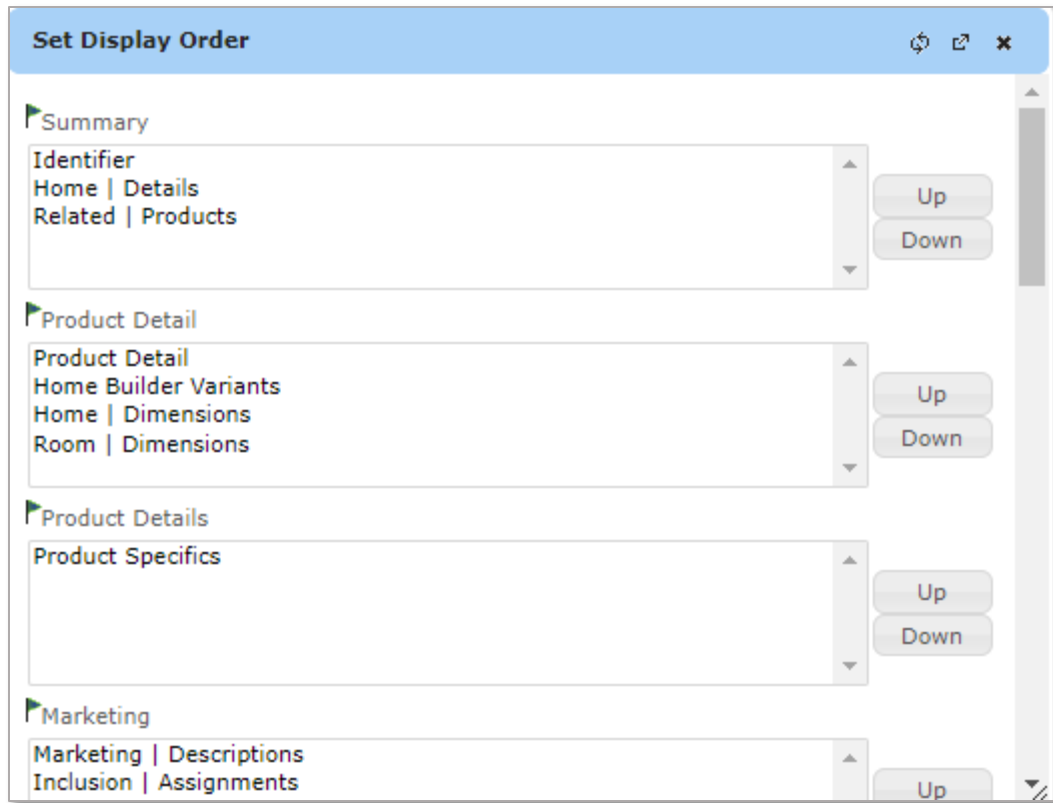 Set Display Order
Summary
Identifier
Home | Details
Related | Products
Up
Down
Product Detail
Product Detail
Home Builder Variants
Home | Dimensions
Room | Dimensions
Up
Down
Product Details
Product Specifics
Up
Down
Marketing
Marketing | Descriptions
Inclusion | Assignments
Up